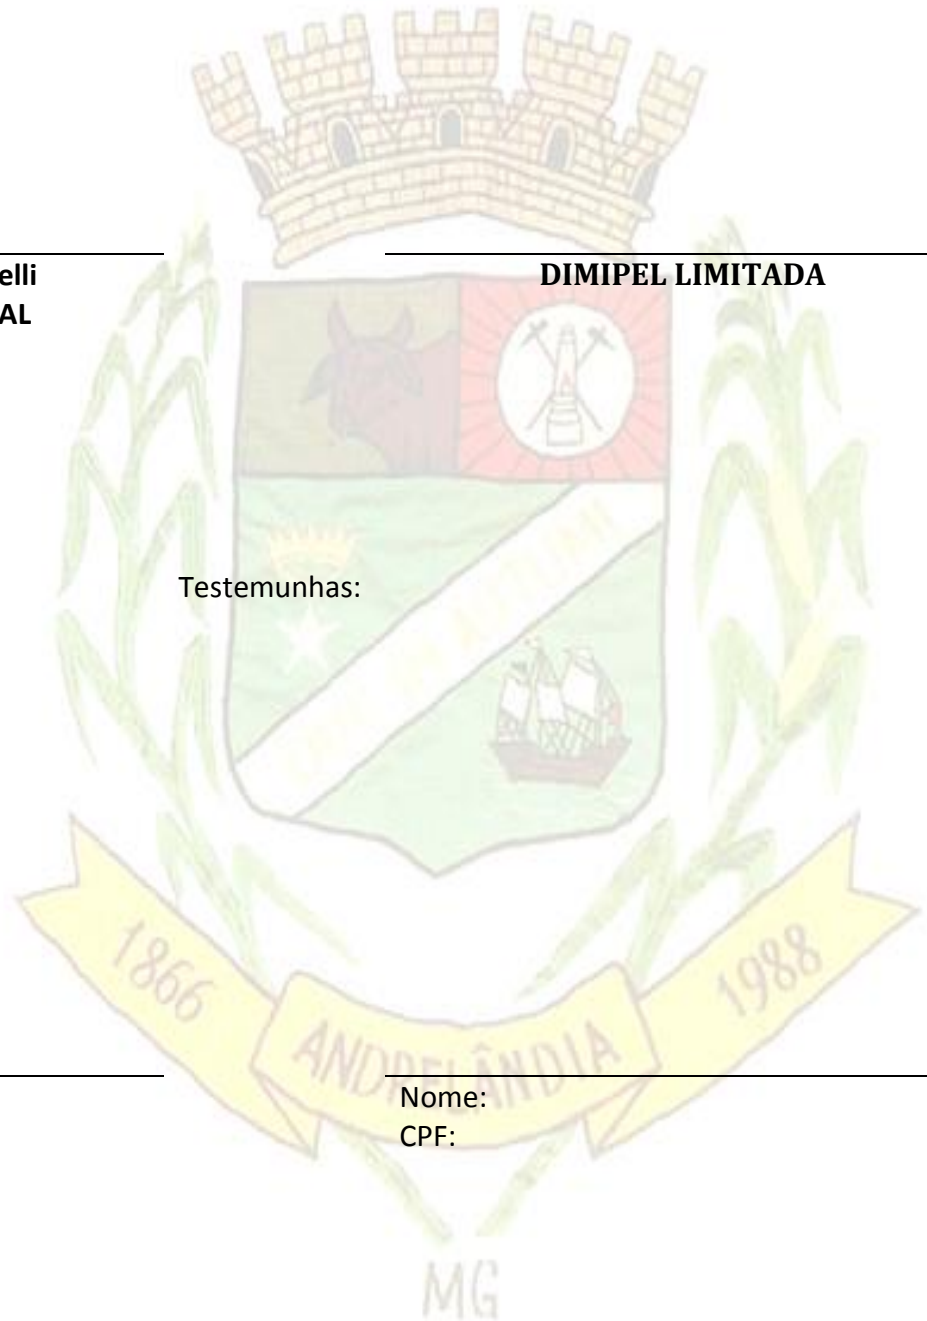 elli
AL
DIMIPEL LIMITADA
Testemunhas:
1866
ANDRELÂNDIA
1988
Nome:
CPF:
MG